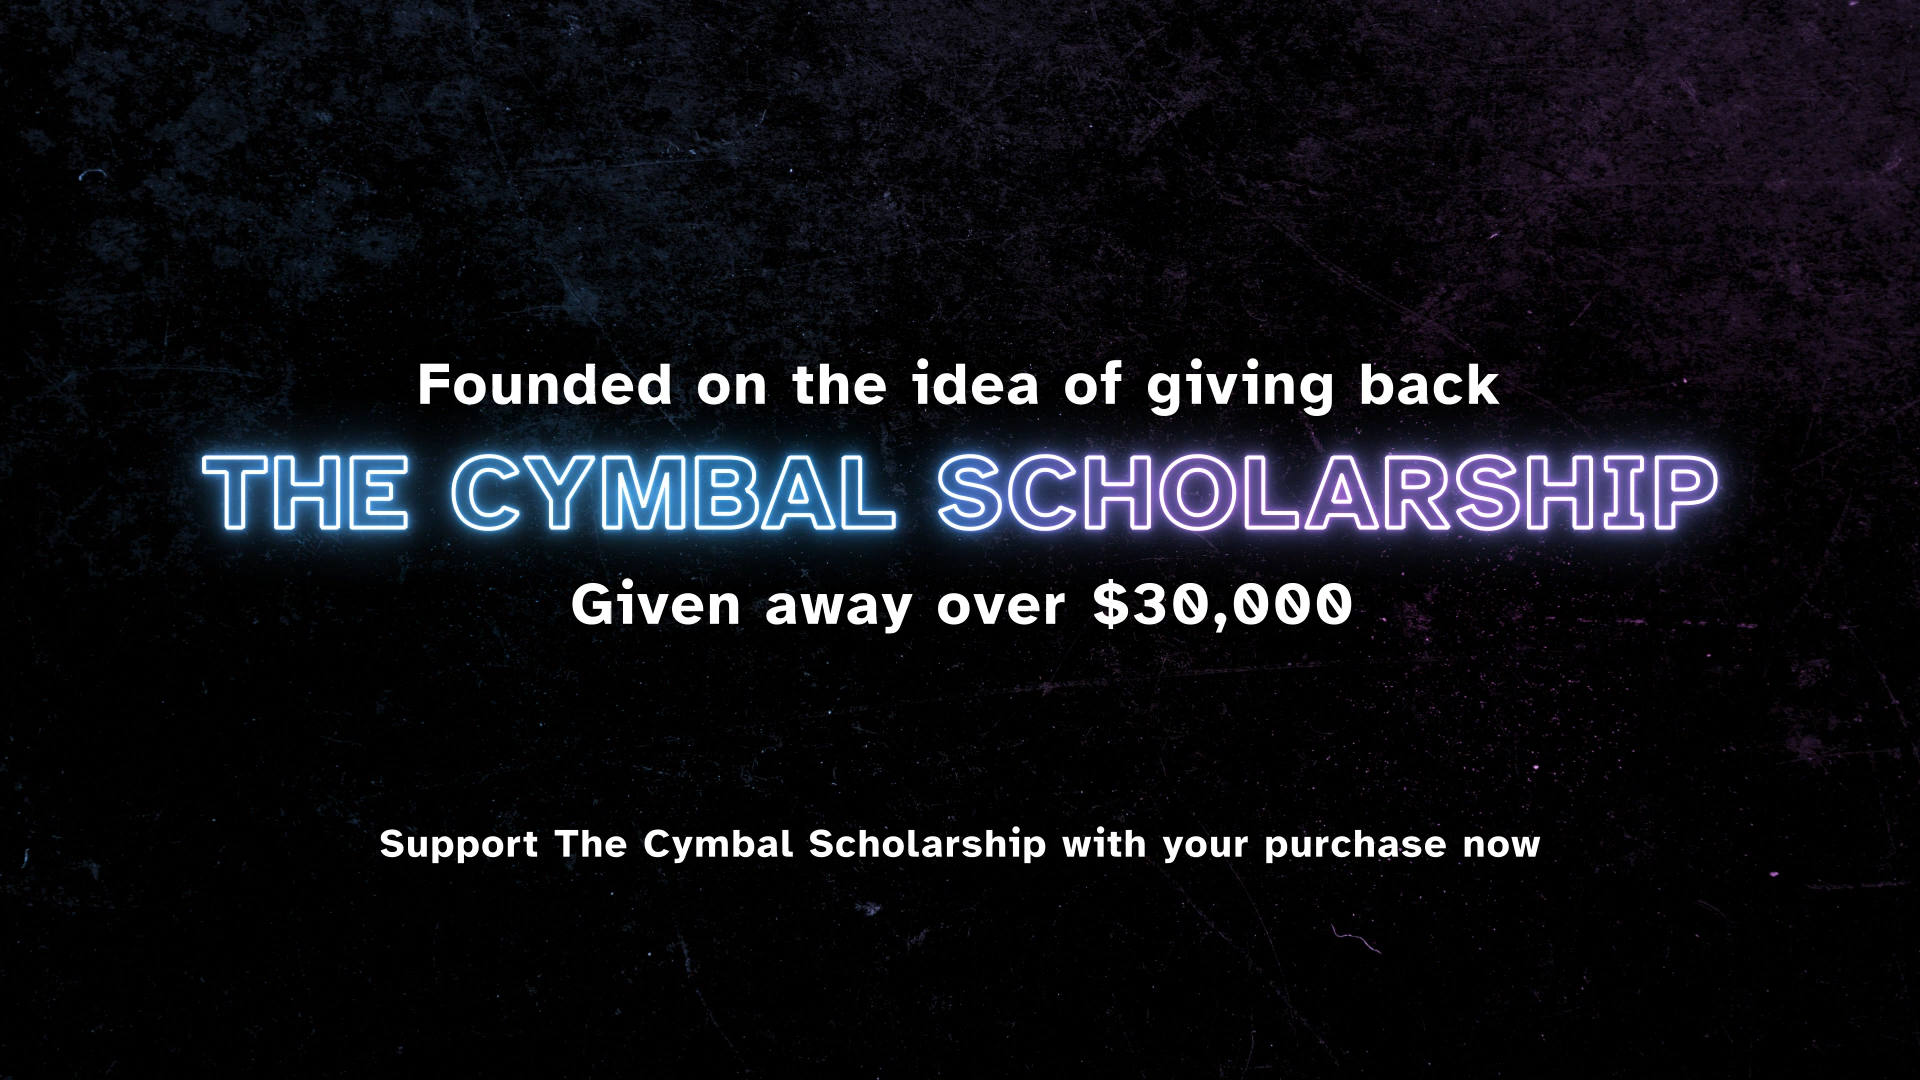 Founded on the idea of giving back
THE CYMBAL SCHOLARSHIP
Given away over $30,000
Support The Cymbal Scholarship with your purchase now